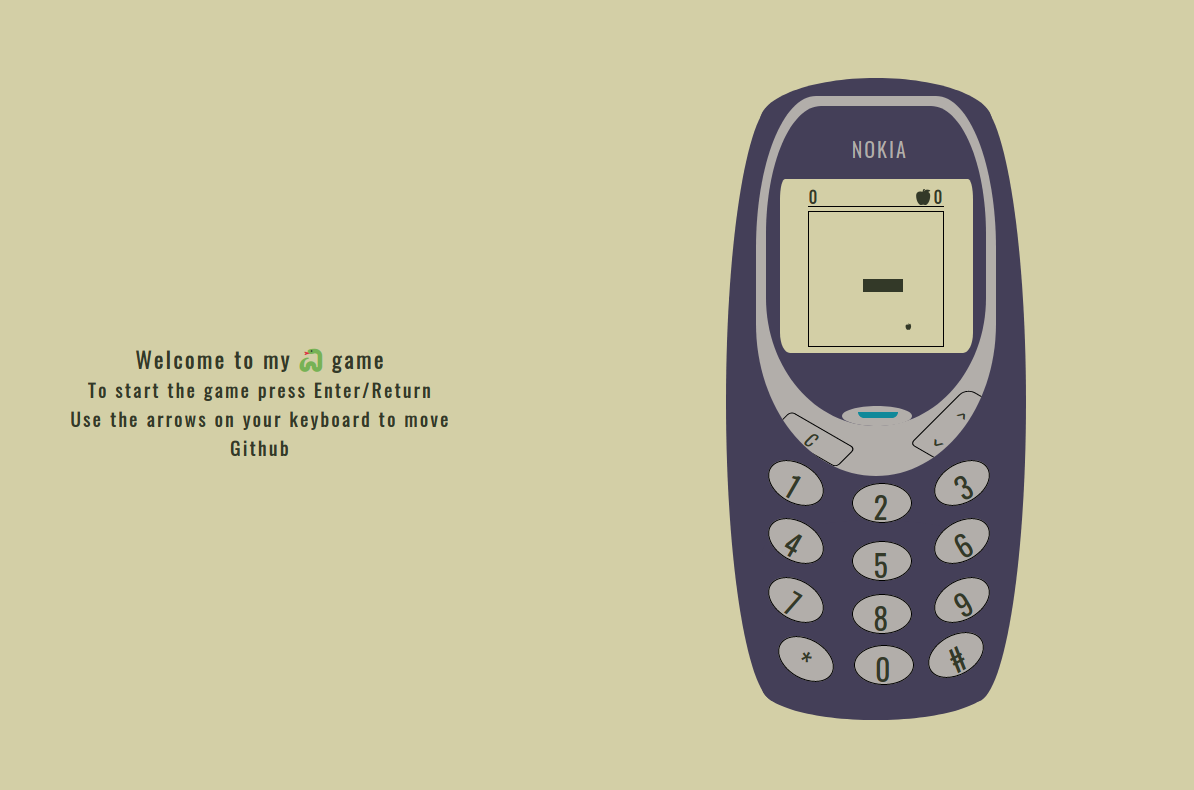 Welcome to my 🐍 game
To start the game press Enter/Return
Use the arrows on your keyboard to move
Github
NOKIA
0 0
C < >
1 2 3
4 5 6
7 8 9
* 0 #